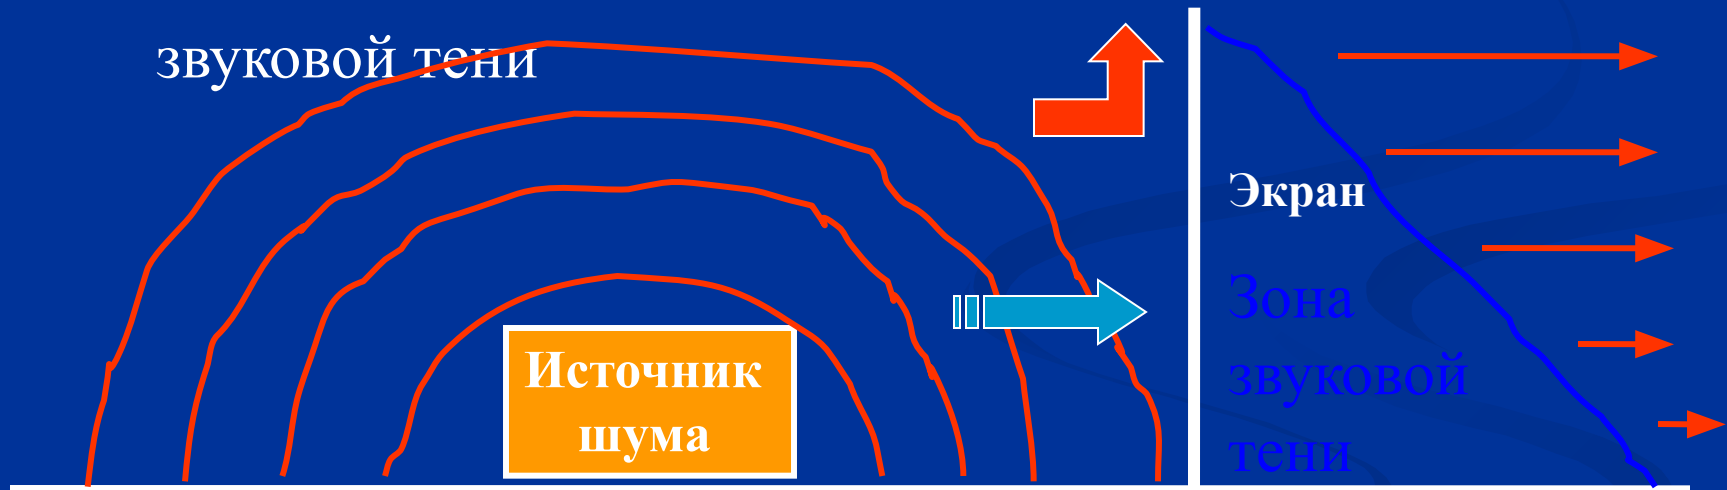 звуковой тени
Экран
Зона
звуковой
тени
Источник
шума